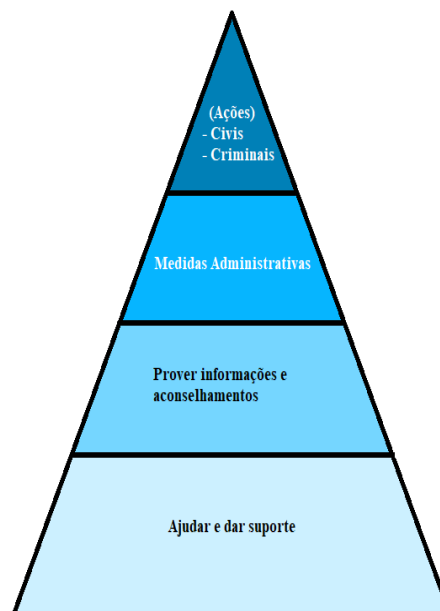 (Ações)
- Civis
- Criminais
Medidas Administrativas
Prover informações e
aconselhamentos
Ajudar e dar suporte